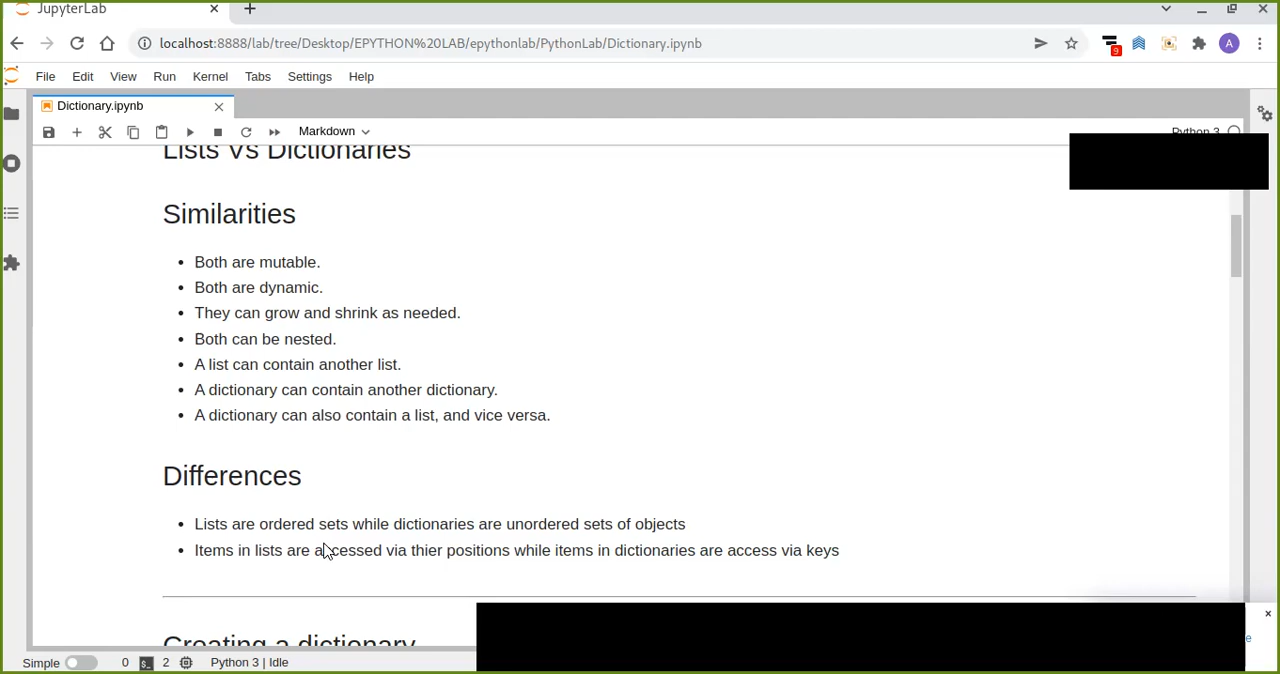 JupyterLab
localhost:8888/lab/tree/Desktop/EPYTHON%20LAB/epythonlab/PythonLab/Dictionary.ipynb
9
A
File Edit View Run Kernel Tabs Settings Help
Dictionary.ipynb
Markdown
Python 3
Lists Vs Dictionaries
Similarities
• Both are mutable.
• Both are dynamic.
• They can grow and shrink as needed.
• Both can be nested.
• A list can contain another list.
• A dictionary can contain another dictionary.
• A dictionary can also contain a list, and vice versa.
Differences
• Lists are ordered sets while dictionaries are unordered sets of objects
• Items in lists are accessed via thier positions while items in dictionaries are access via keys
Creating a dictionary
Simple 0 $_ 2 Python 3 | Idle